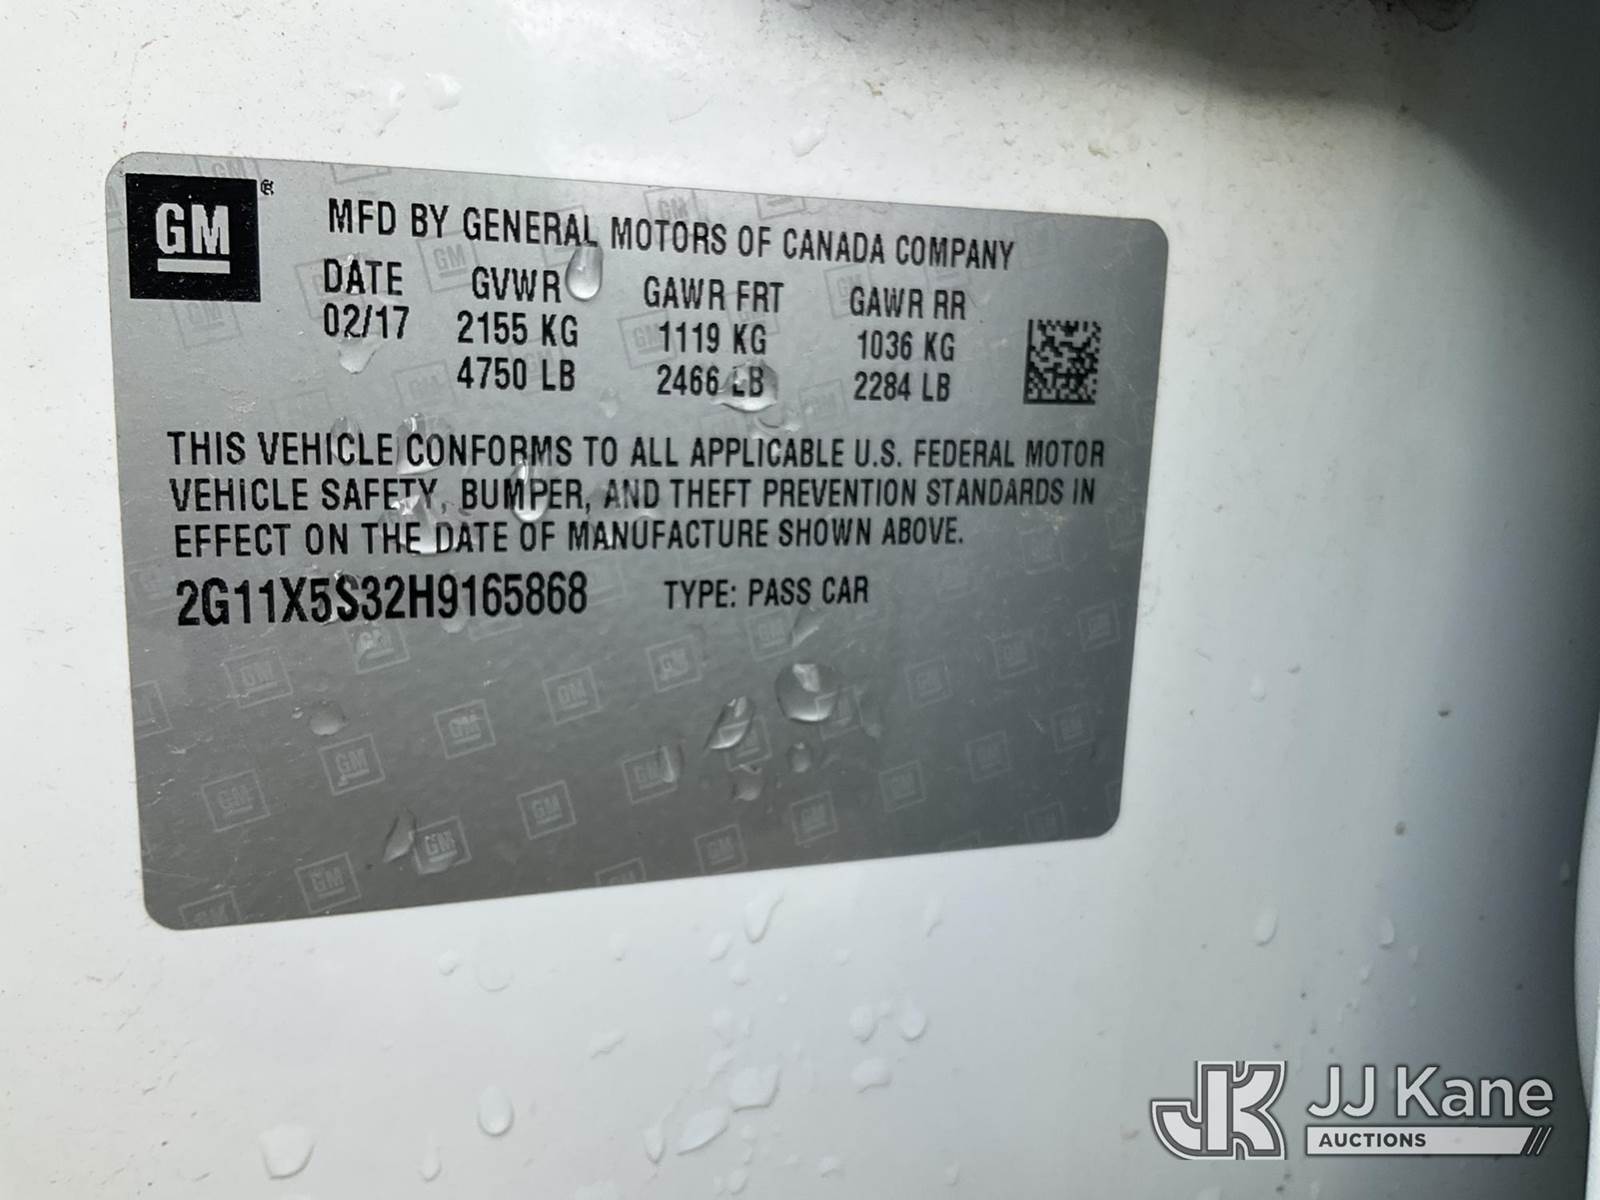 GM®
MFD BY GENERAL MOTORS OF CANADA COMPANY
DATE GVWR GAWR FRT GAWR RR
02/17 2155 KG 1119 KG 1036 KG
4750 LB 2466 LB 2284 LB
THIS VEHICLE CONFORMS TO ALL APPLICABLE U.S. FEDERAL MOTOR
VEHICLE SAFETY, BUMPER, AND THEFT PREVENTION STANDARDS IN
EFFECT ON THE DATE OF MANUFACTURE SHOWN ABOVE.
2G11X5S32H9165868 TYPE: PASS CAR
JK JJ Kane
AUCTIONS